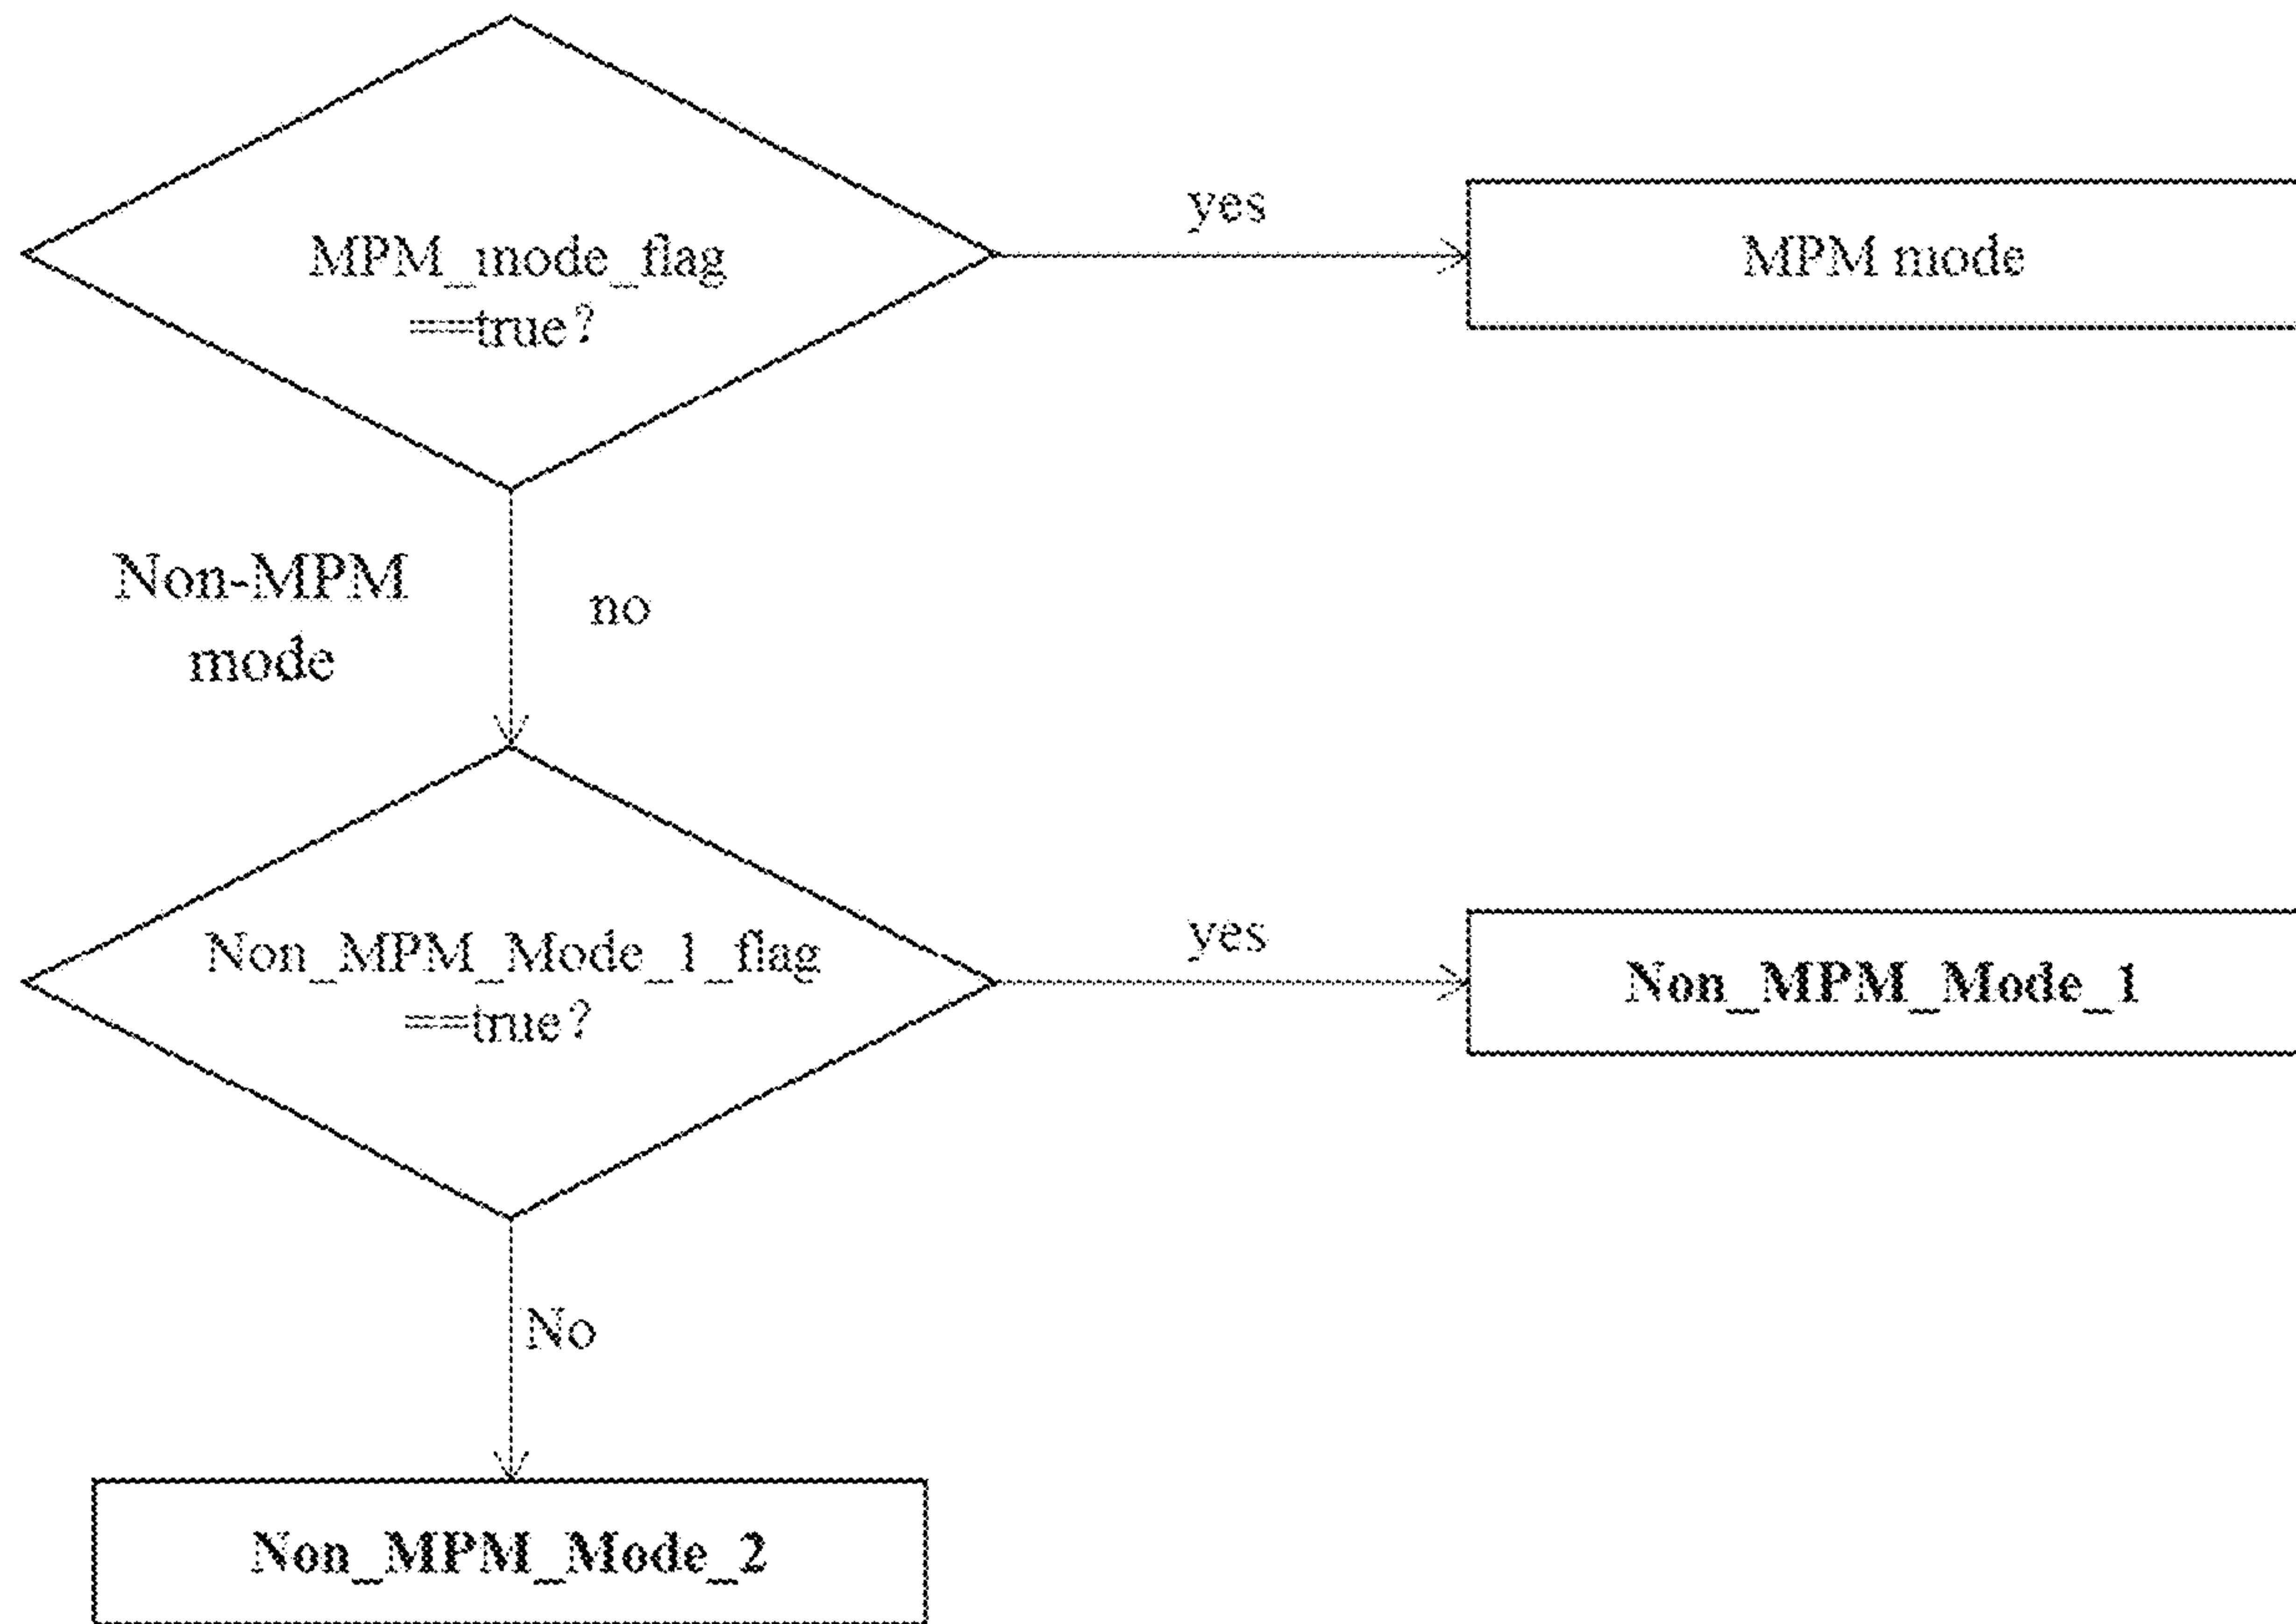 MPM_mode_flag
==true?
yes
MPM mode
Non-MPM
mode
no
Non_MPM_Mode_1_flag
==true?
yes
Non_MPM_Mode_1
No
Non_MPM_Mode_2